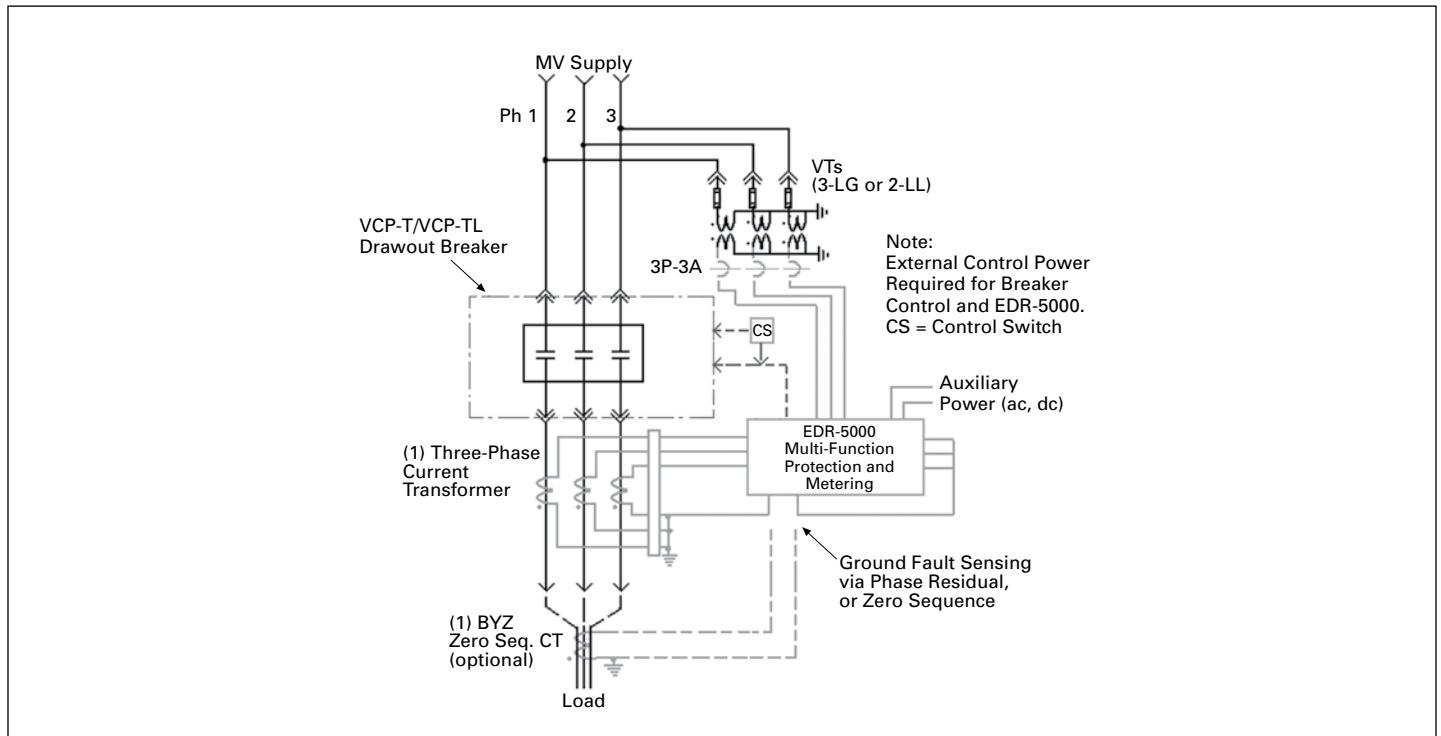 MV Supply
Ph 1
2
3
VTs
(3-LG or 2-LL)
VCP-T/VCP-TL
Drawout Breaker
3P-3A
Note:
External Control Power
Required for Breaker
Control and EDR-5000.
CS = Control Switch
CS
Auxiliary
Power (ac, dc)
EDR-5000
Multi-Function
Protection and
Metering
(1) Three-Phase
Current
Transformer
Ground Fault Sensing
via Phase Residual,
or Zero Sequence
(1) BYZ
Zero Seq. CT
(optional)
Load